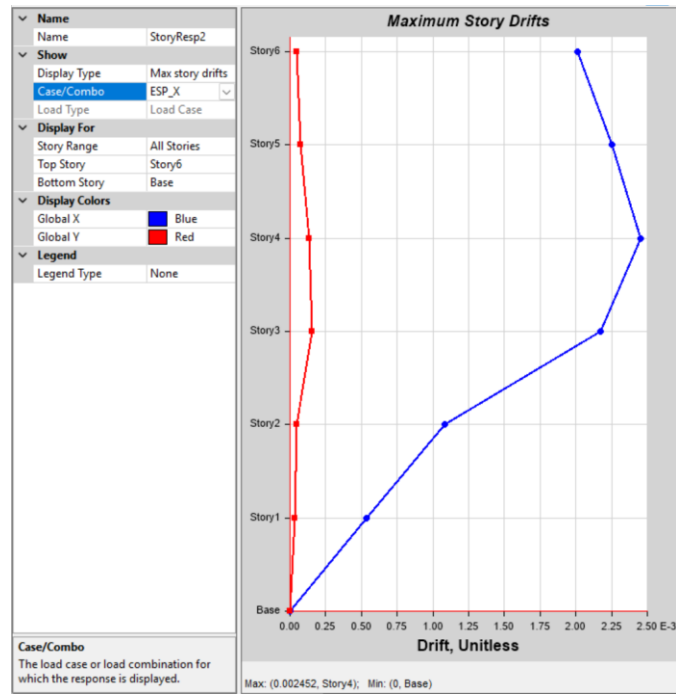 Name
Name StoryResp2
Show
Display Type Max story drifts
Case/Combo ESP_X
Load Type Load Case
Display For
Story Range All Stories
Top Story Story6
Bottom Story Base
Display Colors
Global X Blue
Global Y Red
Legend
Legend Type None
Case/Combo
The load case or load combination for
which the response is displayed.
Maximum Story Drifts
Story6
Story5
Story4
Story3
Story2
Story1
Base
0.00 0.25 0.50 0.75 1.00 1.25 1.50 1.75 2.00 2.25 2.50 E-3
Drift, Unitless
Max: (0.002452, Story4); Min: (0, Base)